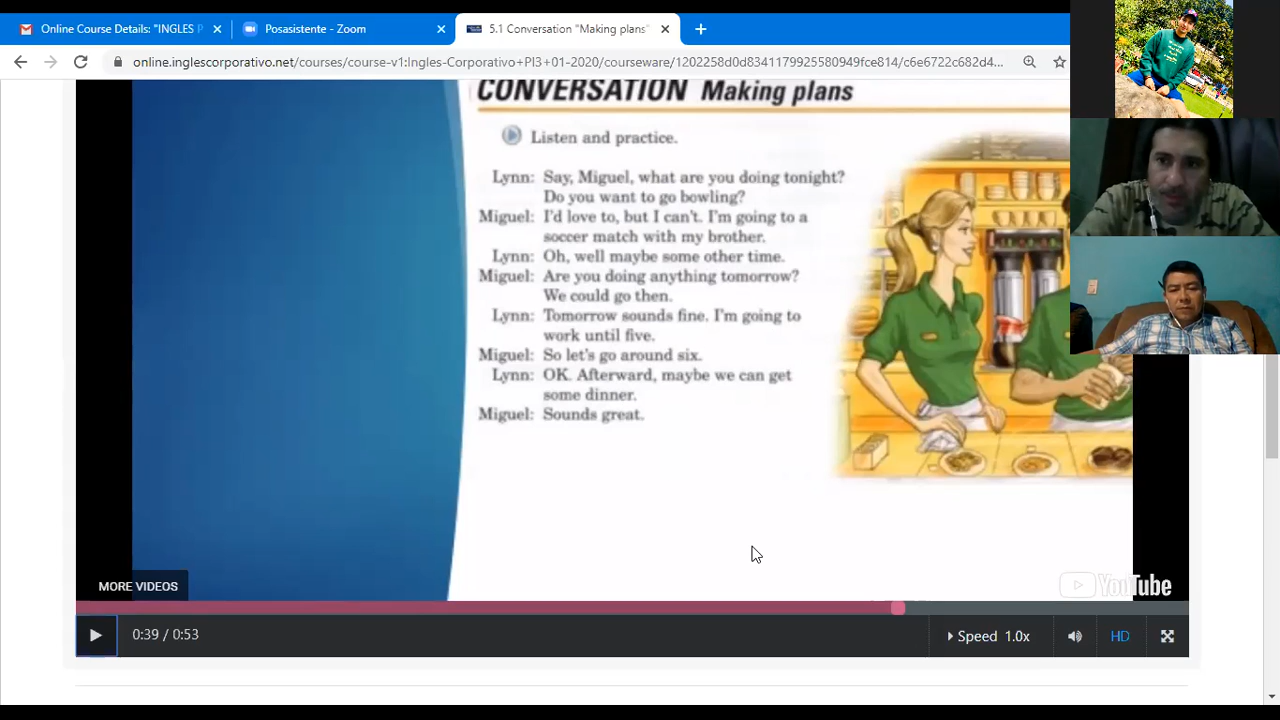 Online Course Details: "INGLES P
Posasistente - Zoom
5.1 Conversation "Making plans"
online.inglescorporativo.net/courses/course-v1:Ingles-Corporativo+PI3+01-2020/courseware/1202258d1d8341179925580949fce814/c6e6722c682d4...
CONVERSATION Making plans
Listen and practice.
Lynn: Say, Miguel, what are you doing tonight?
Do you want to go bowling?
Miguel: I'd love to, but I can't. I'm going to a
soccer match with my brother.
Lynn: Oh, well maybe some other time.
Miguel: Are you doing anything tomorrow?
We could go then.
Lynn: Tomorrow sounds fine. I'm going to
work until five.
Miguel: So let's go around six.
Lynn: OK. Afterward, maybe we can get
some dinner.
Miguel: Sounds great.
MORE VIDEOS
YouTube
0:39 / 0:53
Speed 1.0x
HD